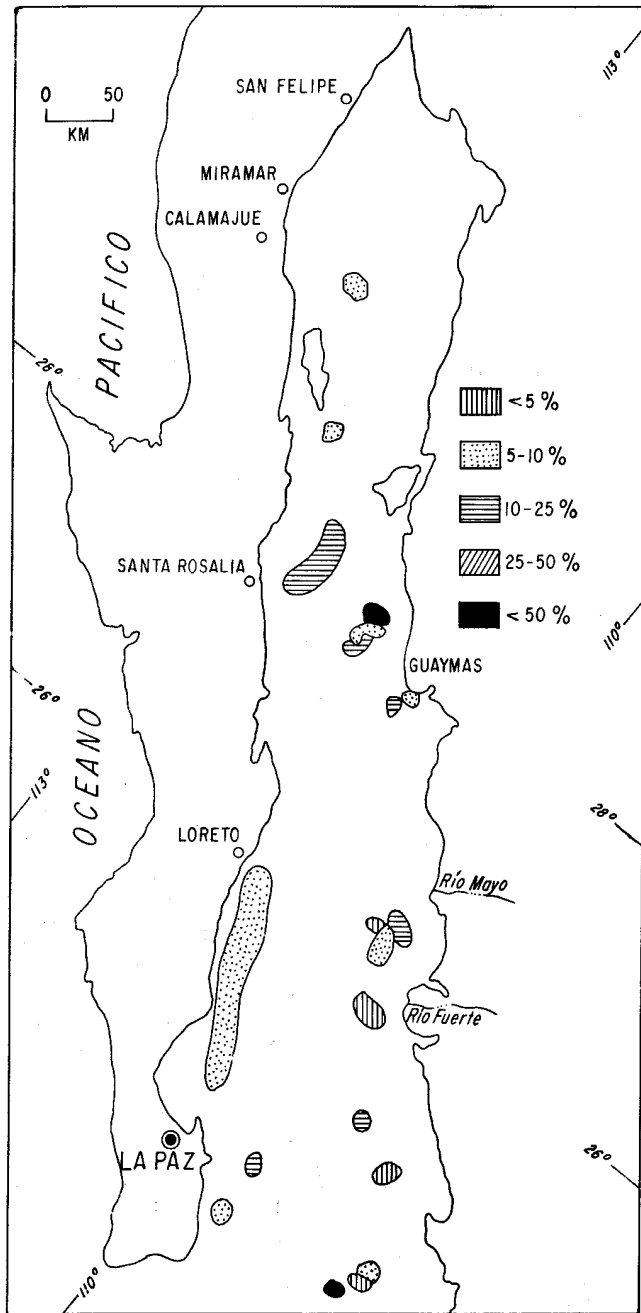 113°
SAN FELIPE
0 50
KM
MIRAMAR
CALAMAJUE
PACIFICO
28°
< 5 %
5-10 %
10-25 %
25-50 %
< 50 %
SANTA ROSALIA
110°
GUAYMAS
26°
OCEANO
113°
28°
LORETO
Río Mayo
Río Fuerte
LA PAZ
26°
110°